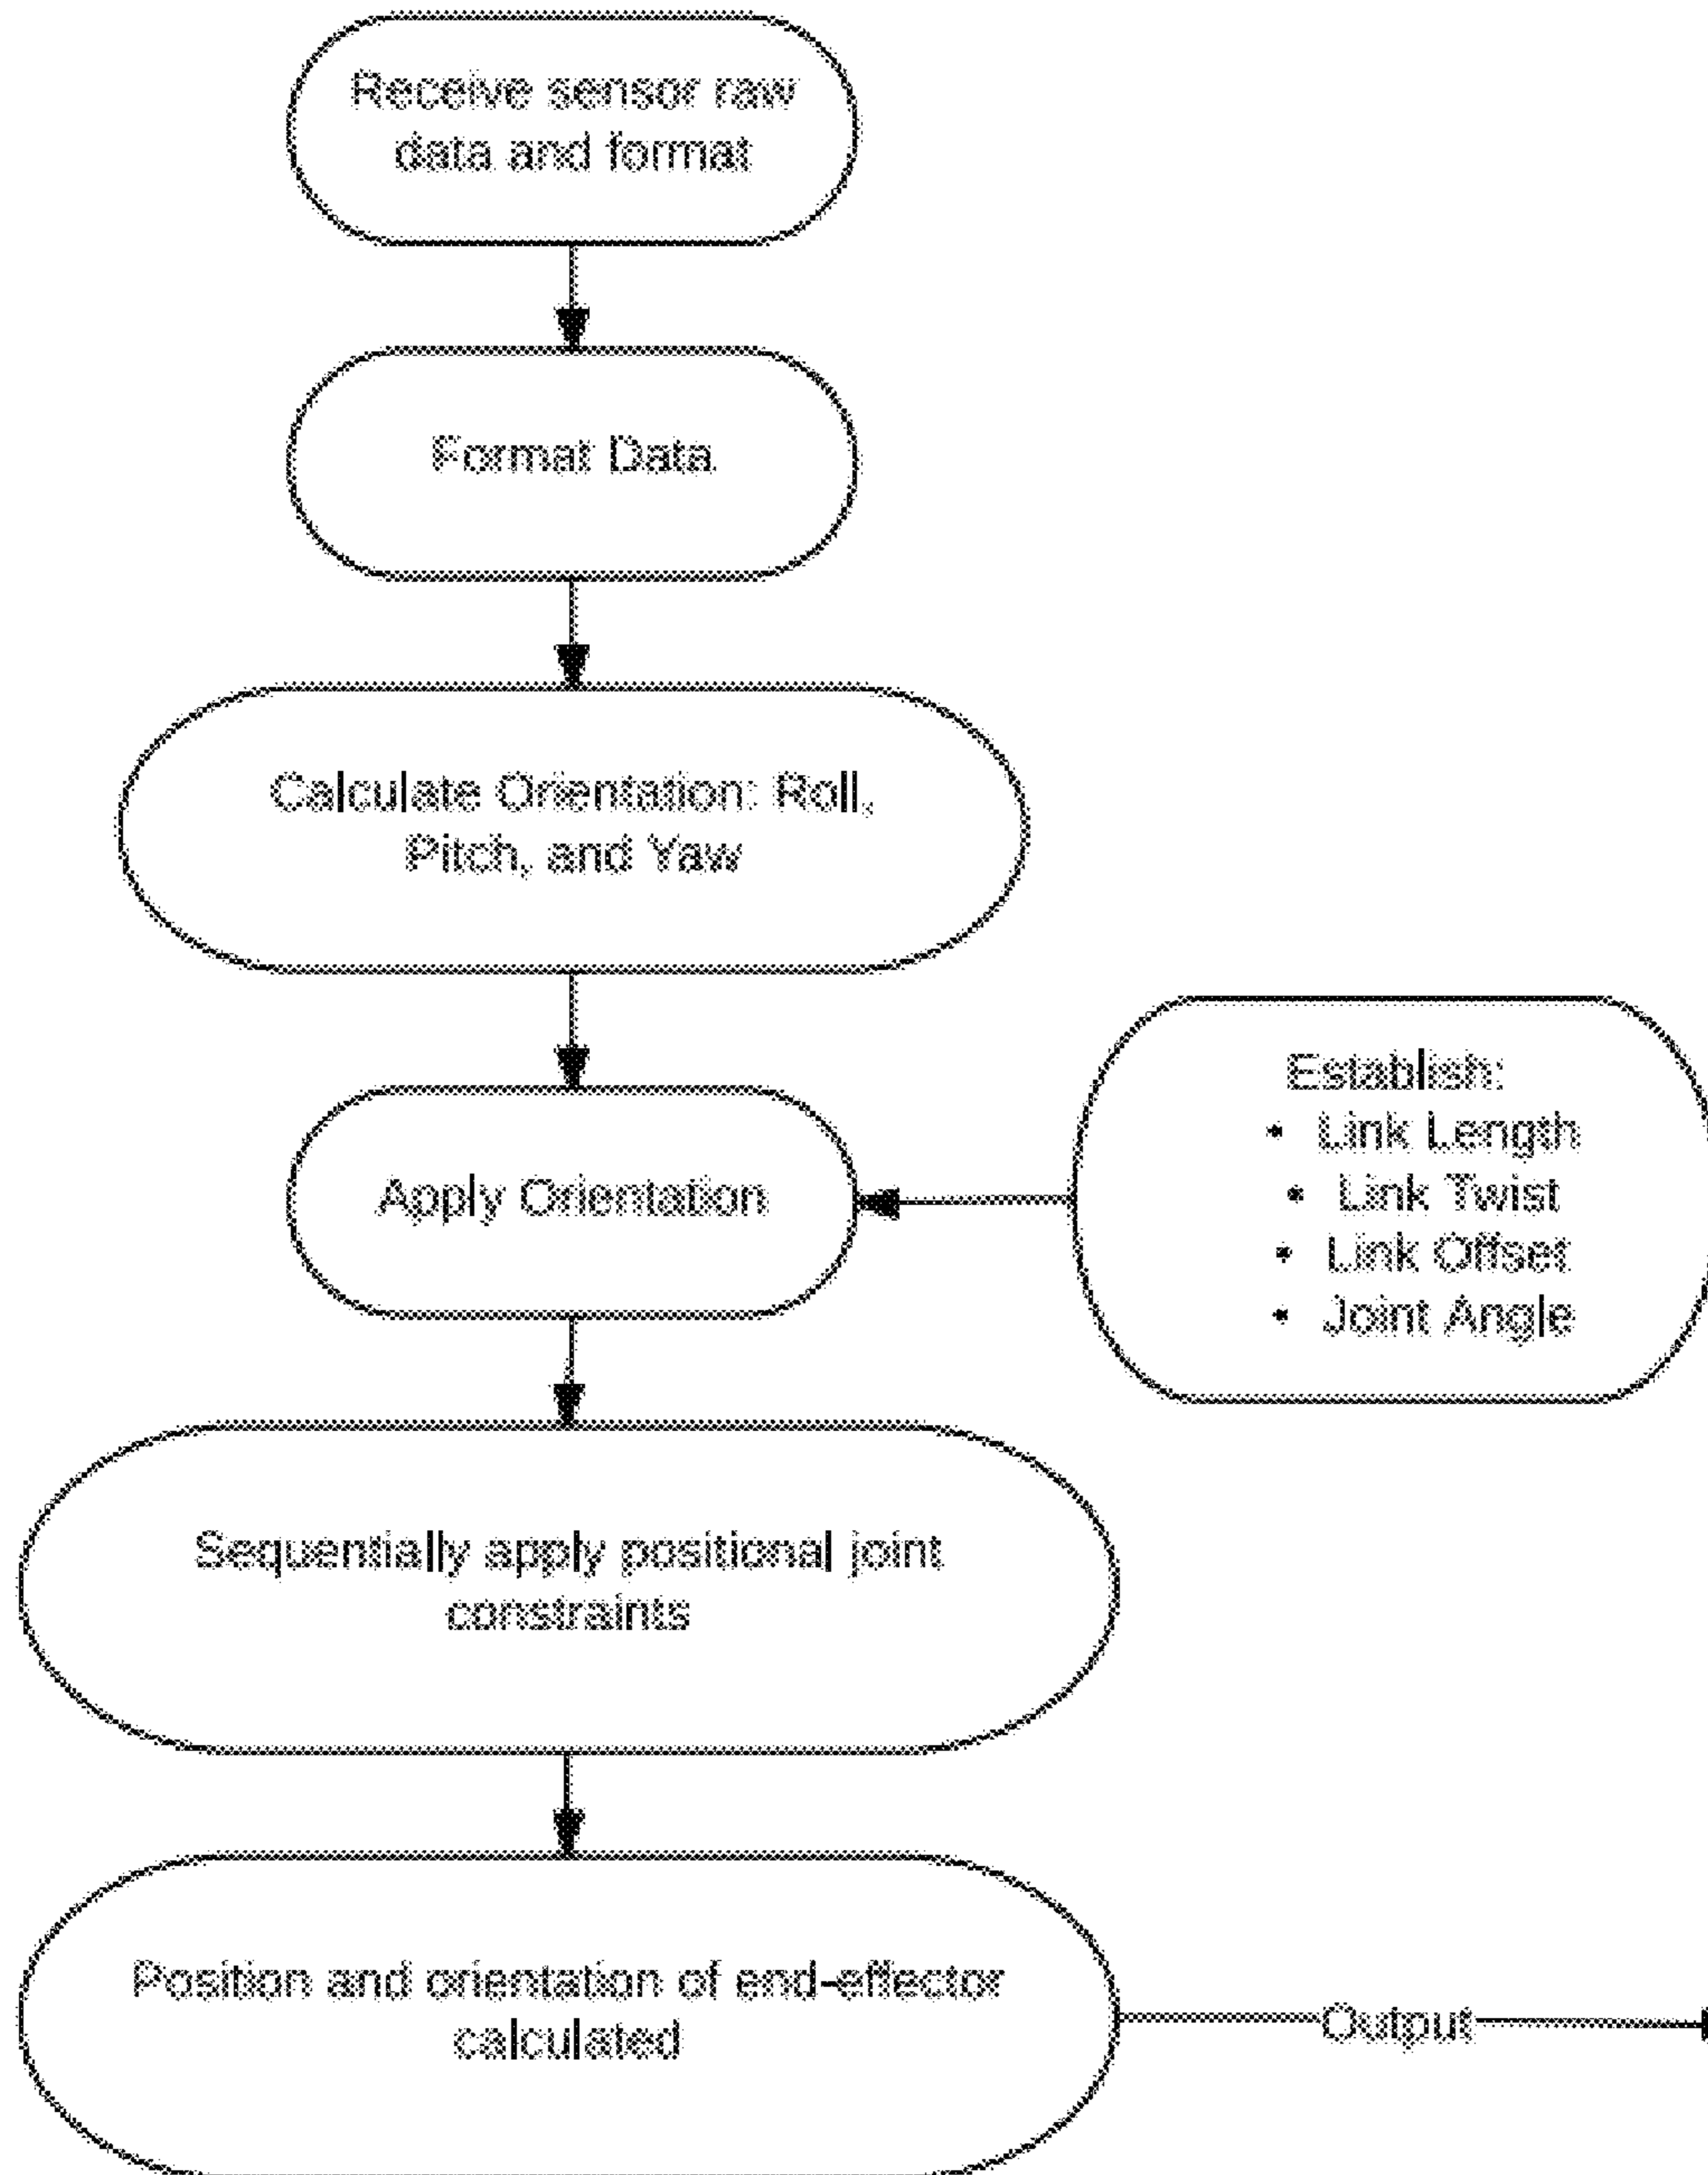 Receive sensor raw
data and format
Format Data
Calculate Orientation: Roll,
Pitch, and Yaw
Apply Orientation
Establish:
• Link Length
• Link Twist
• Link Offset
• Joint Angle
Sequentially apply positional joint
constraints
Position and orientation of end-effector
calculated
Output